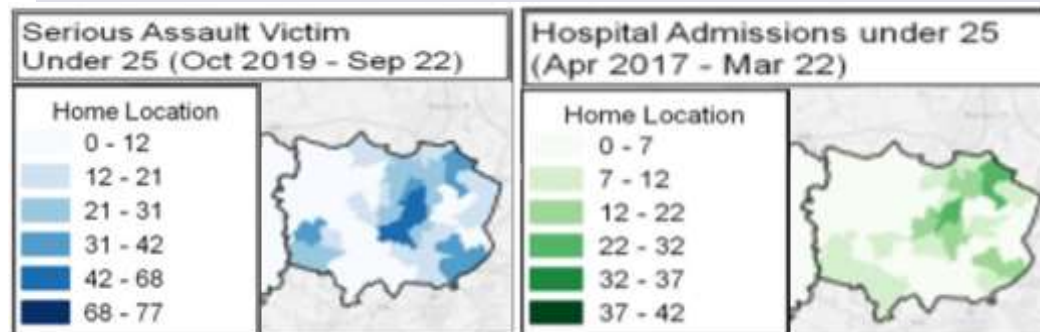 Serious Assault Victim
Under 25 (Oct 2019 - Sep 22)
Home Location
0 - 12
12 - 21
21 - 31
31 - 42
42 - 68
68 - 77
Hospital Admissions under 25
(Apr 2017 - Mar 22)
Home Location
0 - 7
7 - 12
12 - 22
22 - 32
32 - 37
37 - 42